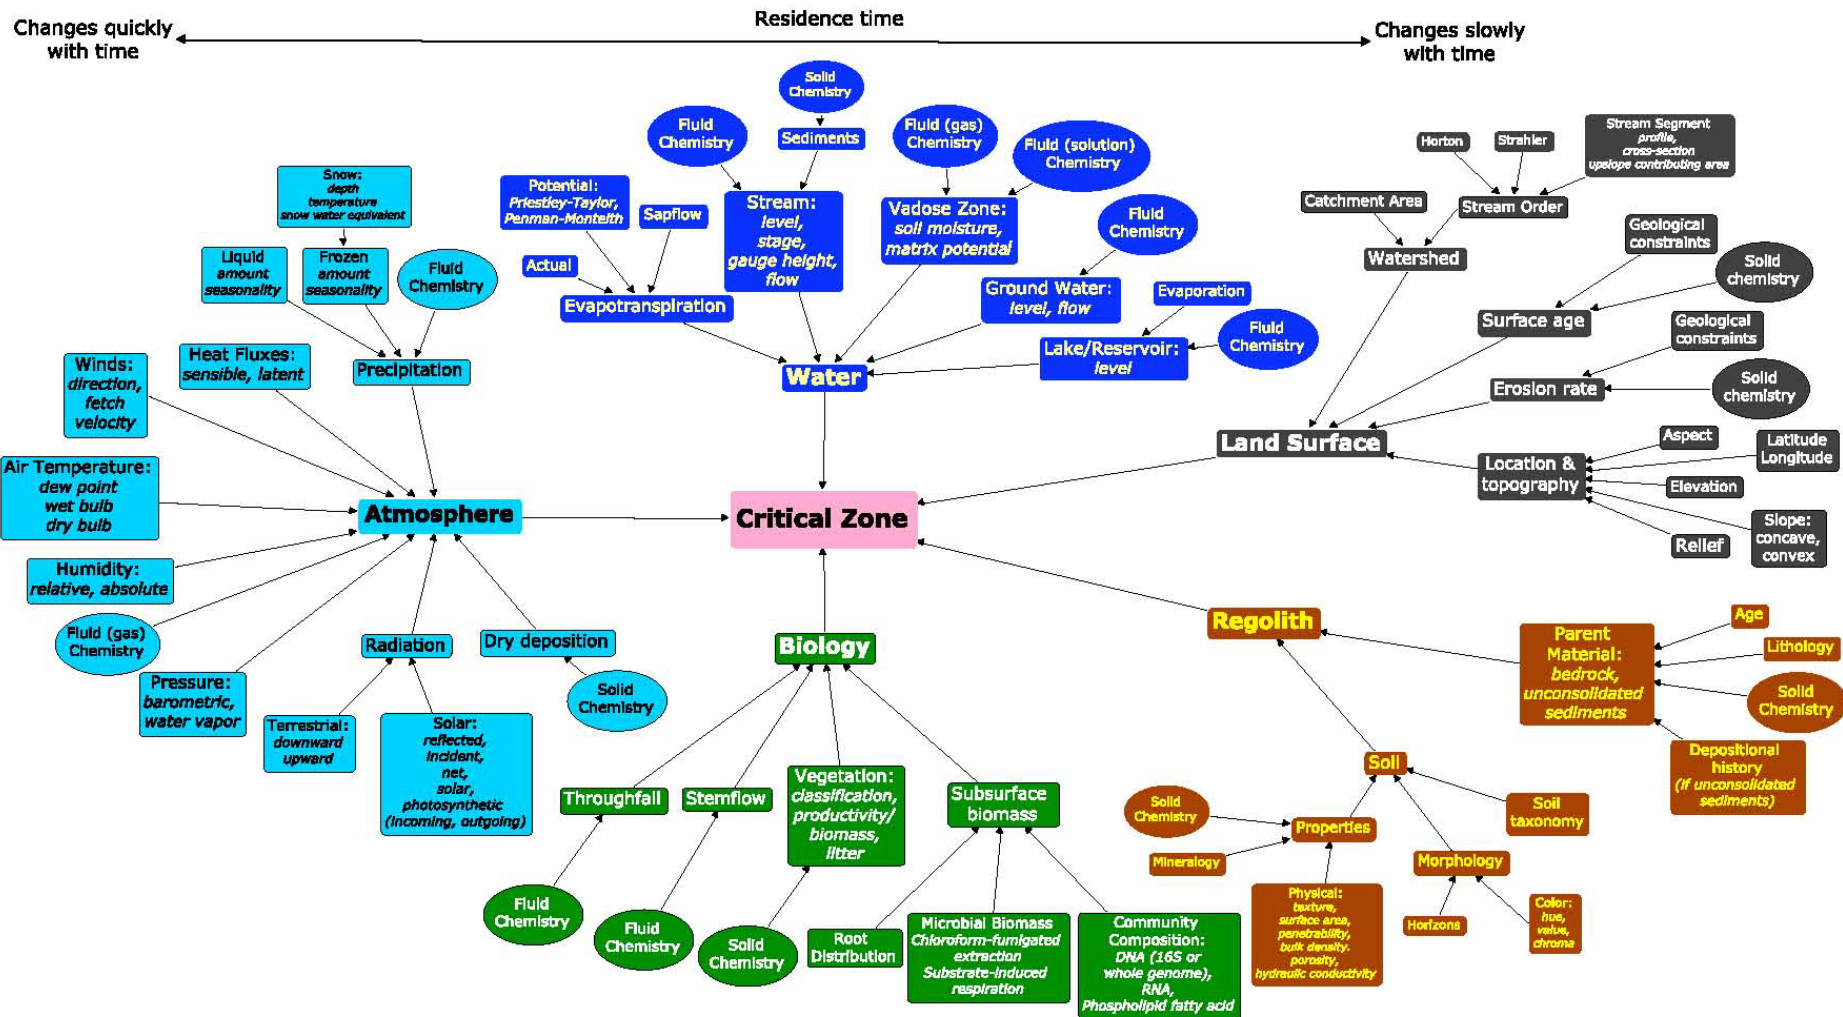 Residence time
Changes quickly
with time
Changes slowly
with time
Solid
Chemistry
Fluid
Chemistry
Sediments
Fluid (gas)
Chemistry
Fluid (solution)
Chemistry
Potential:
Priestley-Taylor,
Penman-Monteith
Sapflow
Actual
Evapotranspiration
Stream:
level,
stage,
gauge height,
flow
Vadose Zone:
soil moisture,
matrix potential
Fluid
Chemistry
Ground Water:
level, flow
Evaporation
Fluid
Chemistry
Lake/Reservoir:
level
Water
Snow:
depth
temperature
snow water equivalent
Liquid
amount
seasonality
Frozen
amount
seasonality
Fluid
Chemistry
Precipitation
Heat Fluxes:
sensible, latent
Winds:
direction,
fetch
velocity
Air Temperature:
dew point
wet bulb
dry bulb
Atmosphere
Humidity:
relative, absolute
Fluid (gas)
Chemistry
Pressure:
barometric,
water vapor
Radiation
Terrestrial:
downward
upward
Solar:
reflected,
incident,
net,
solar,
photosynthetic
(incoming, outgoing)
Dry deposition
Solid
Chemistry
Critical Zone
Horton
Strahler
Stream Segment
profile,
cross-section
upslope contributing area
Catchment Area
Stream Order
Watershed
Geological
constraints
Solid
chemistry
Surface age
Geological
constraints
Erosion rate
Solid
chemistry
Land Surface
Location &
topography
Aspect
Latitude
Longitude
Elevation
Slope:
concave,
convex
Relief
Biology
Throughfall
Stemflow
Vegetation:
classification,
productivity/
biomass,
litter
Subsurface
biomass
Fluid
Chemistry
Fluid
Chemistry
Solid
Chemistry
Root
Distribution
Microbial Biomass
Chloroform-fumigated
extraction
Substrate-induced
respiration
Community
Composition:
DNA (16S or
whole genome),
RNA,
Phospholipid fatty acid
Regolith
Parent
Material:
bedrock,
unconsolidated
sediments
Age
Lithology
Solid
Chemistry
Depositional
history
(if unconsolidated
sediments)
Soil
Solid
Chemistry
Properties
Mineralogy
Physical:
texture,
surface area,
penetrability,
bulk density.
porosity,
hydraulic conductivity
Soil
taxonomy
Morphology
Horizons
Color:
hue,
value,
chroma